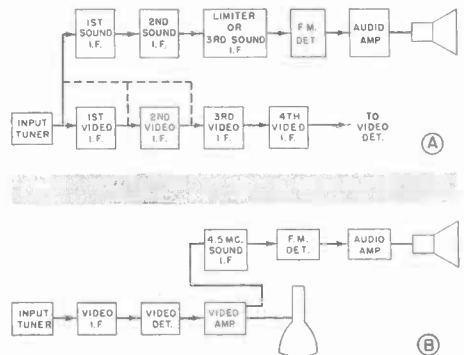 1ST
SOUND
I.F.
2ND
SOUND
I.F.
LIMITER
OR
3RD SOUND
I.F
F.M.
DET.
AUDIO
AMP
INPUT
TUNER
1ST
VIDEO
I.F.
2ND
VIDEO
I.F.
3RD
VIDEO
I.F.
4TH
VIDEO
I.F.
TO
VIDEO
DET.
A
4.5 MC.
SOUND
I.F
F.M.
DET.
AUDIO
AMP
INPUT
TUNER
VIDEO
I.F
VIDEO
DET.
VIDEO
AMP
B